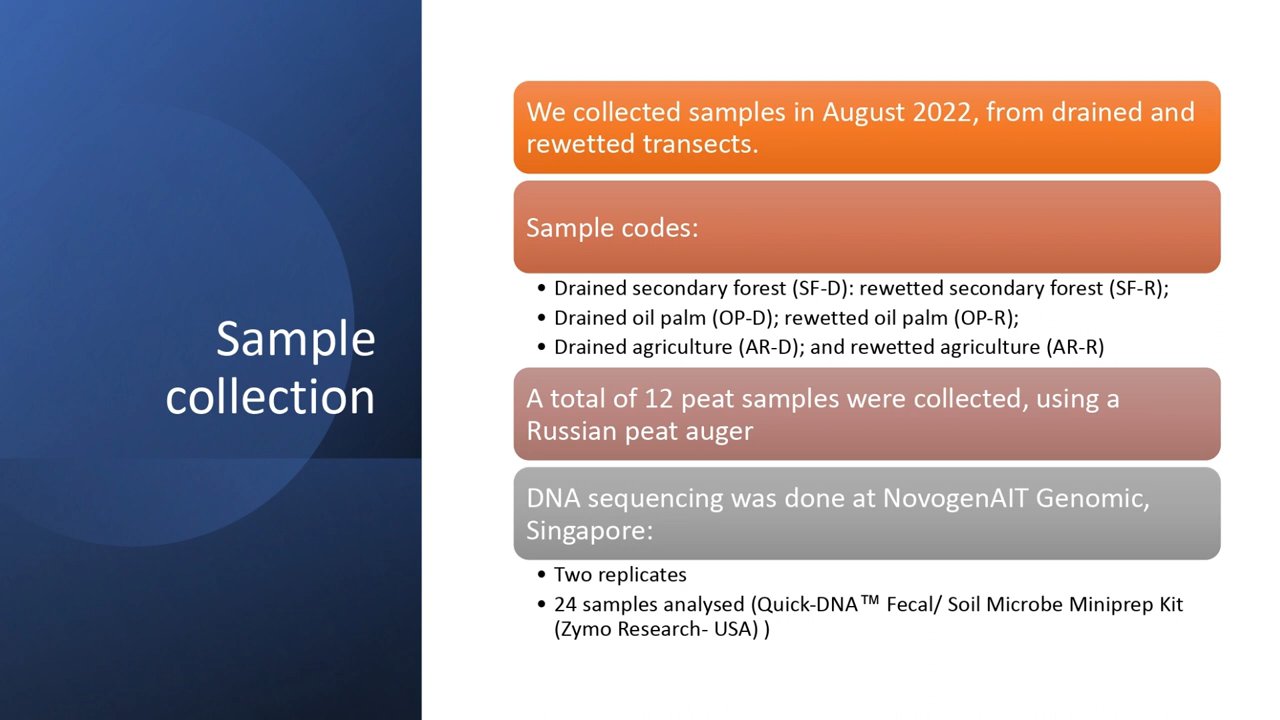 Sample
collection
We collected samples in August 2022, from drained and
rewetted transects.
Sample codes:
• Drained secondary forest (SF-D): rewetted secondary forest (SF-R);
• Drained oil palm (OP-D); rewetted oil palm (OP-R);
• Drained agriculture (AR-D); and rewetted agriculture (AR-R)
A total of 12 peat samples were collected, using a
Russian peat auger
DNA sequencing was done at NovogenAIT Genomic,
Singapore:
• Two replicates
• 24 samples analysed (Quick-DNA™ Fecal/ Soil Microbe Miniprep Kit
(Zymo Research- USA) )